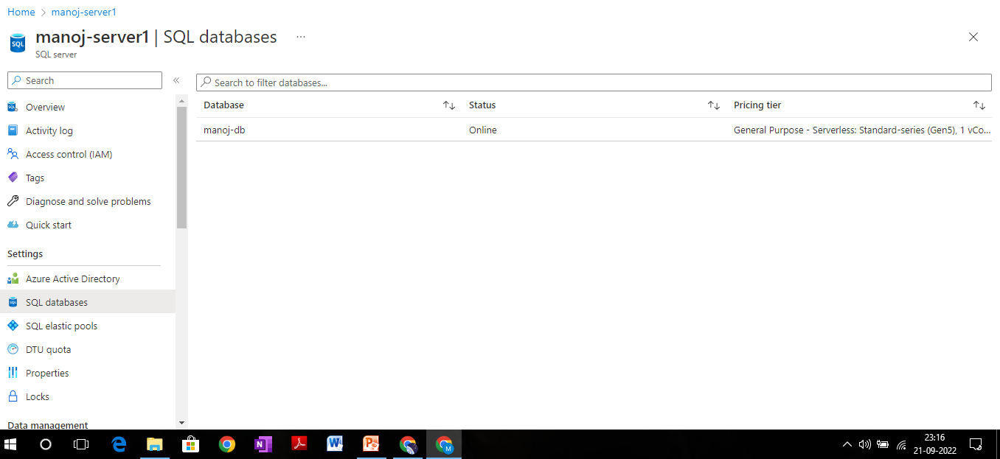 Home > manoj-server1
manoj-server1 | SQL databases ...
SQL server
Search «
Search to filter databases...
Database Status Pricing tier
manoj-db Online General Purpose - Serverless: Standard-series (Gen5), 1 vCo...
Overview
Activity log
Access control (IAM)
Tags
Diagnose and solve problems
Quick start
Settings
Azure Active Directory
SQL databases
SQL elastic pools
DTU quota
Properties
Locks
Data management
23:16
21-09-2022